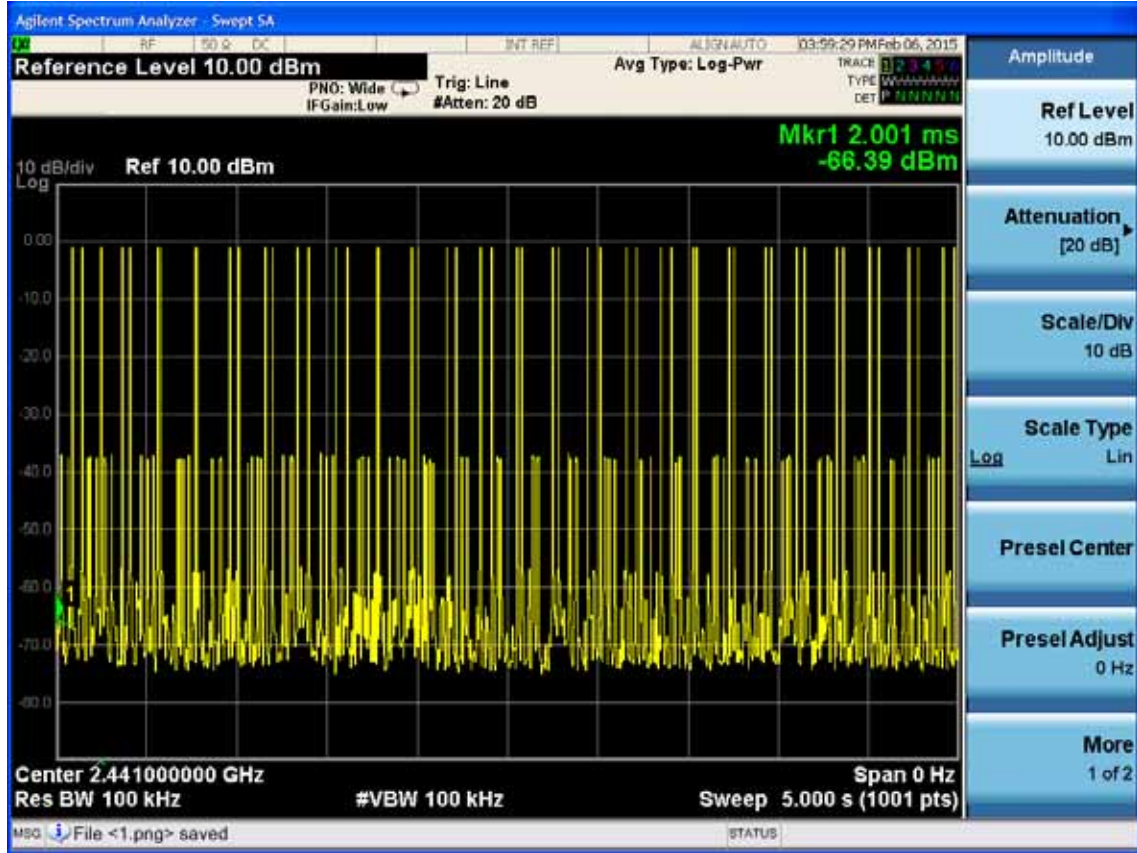 Agilent Spectrum Analyzer - Swept SA
RF 50 Ω DC INT REF ALIGN AUTO 03:59:29 PM Feb 06, 2015
Reference Level 10.00 dBm
PNO: Wide
IFGain:Low
Trig: Line
#Atten: 20 dB
Avg Type: Log-Pwr
TRACE 1 2 3 4 5 6
TYPE W
DET P N N N N N
Mkr1 2.001 ms
-66.39 dBm
10 dB/div Ref 10.00 dBm
Log
0.00
-10.0
-20.0
-30.0
-40.0
-50.0
-60.0
-70.0
-80.0
1
Center 2.441000000 GHz
Span 0 Hz
Res BW 100 kHz
#VBW 100 kHz
Sweep 5.000 s (1001 pts)
MSG File <1.png> saved
STATUS
Amplitude
Ref Level
10.00 dBm
Attenuation
[20 dB]
Scale/Div
10 dB
Scale Type
Log Lin
Presel Center
Presel Adjust
0 Hz
More
1 of 2